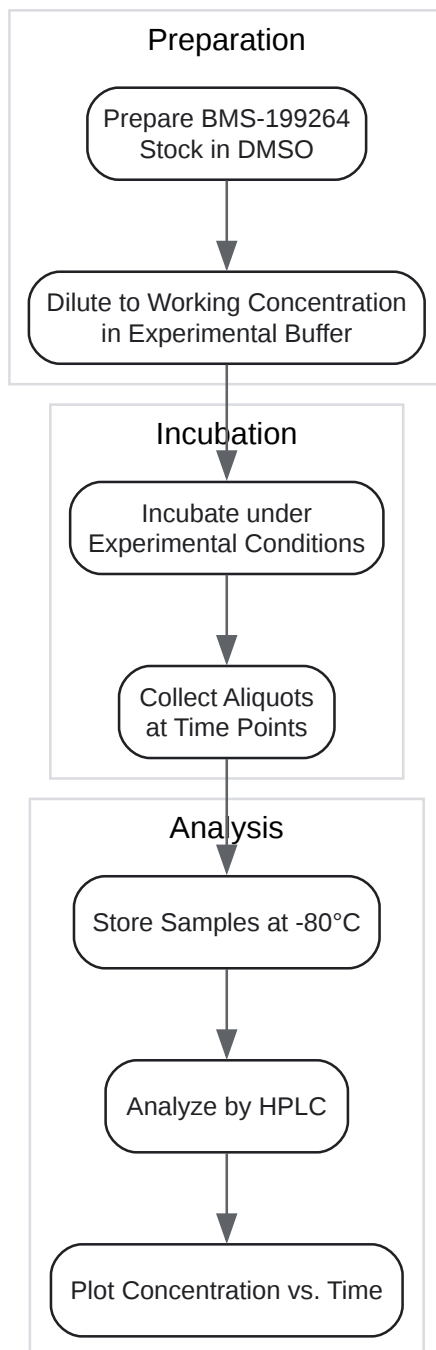 Preparation
Prepare BMS-199264
Stock in DMSO
Dilute to Working Concentration
in Experimental Buffer
Incubation
Incubate under
Experimental Conditions
Collect Aliquots
at Time Points
Analysis
Store Samples at -80°C
Analyze by HPLC
Plot Concentration vs. Time